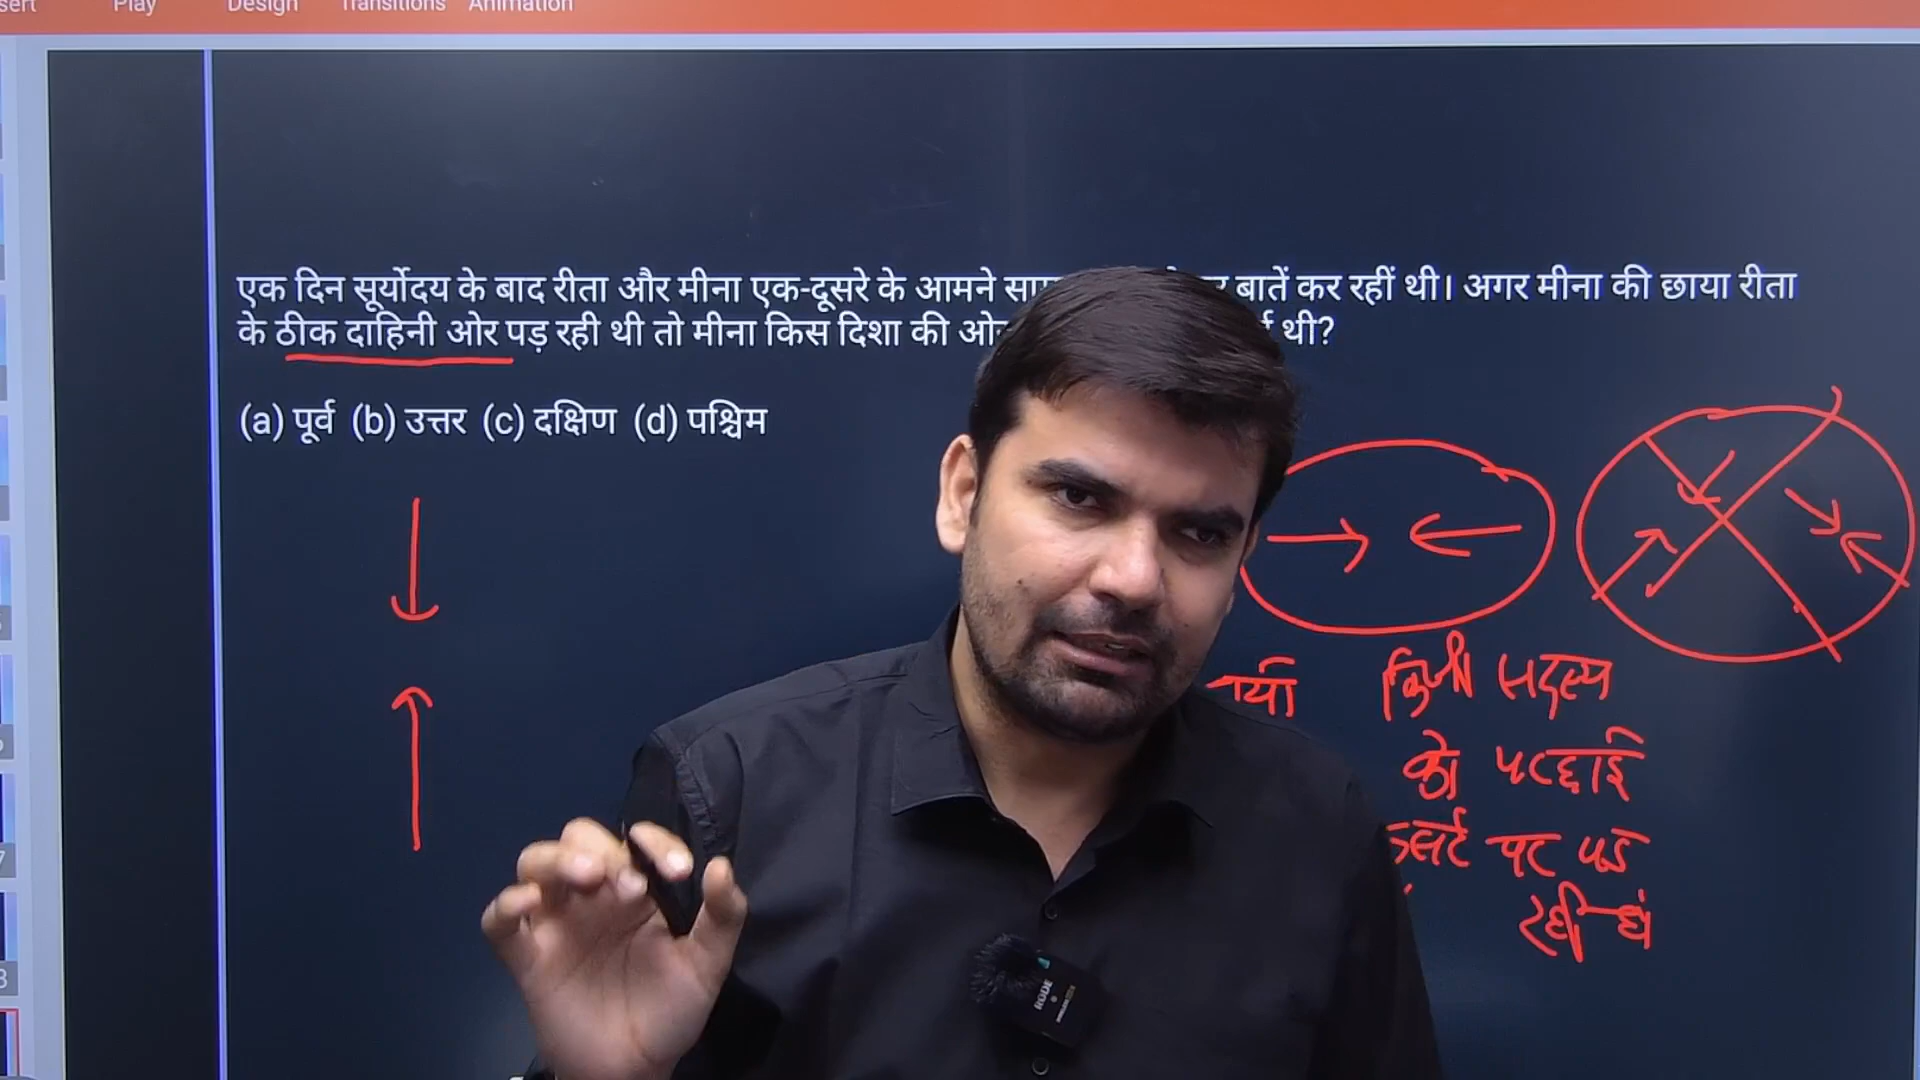 Play Design Transitions Animation
एक दिन सूर्योदय के बाद रीता और मीना एक-दूसरे के आमने बातें कर रहीं थी। अगर मीना की छाया रीता
के ठीक दाहिनी ओर पड़ रही थी तो मीना किस दिशा की थी?
(a) पूर्व (b) उत्तर (c) दक्षिण (d) पश्चिम
सदस्य
को परछाई
पर पड
रही थी
RODE